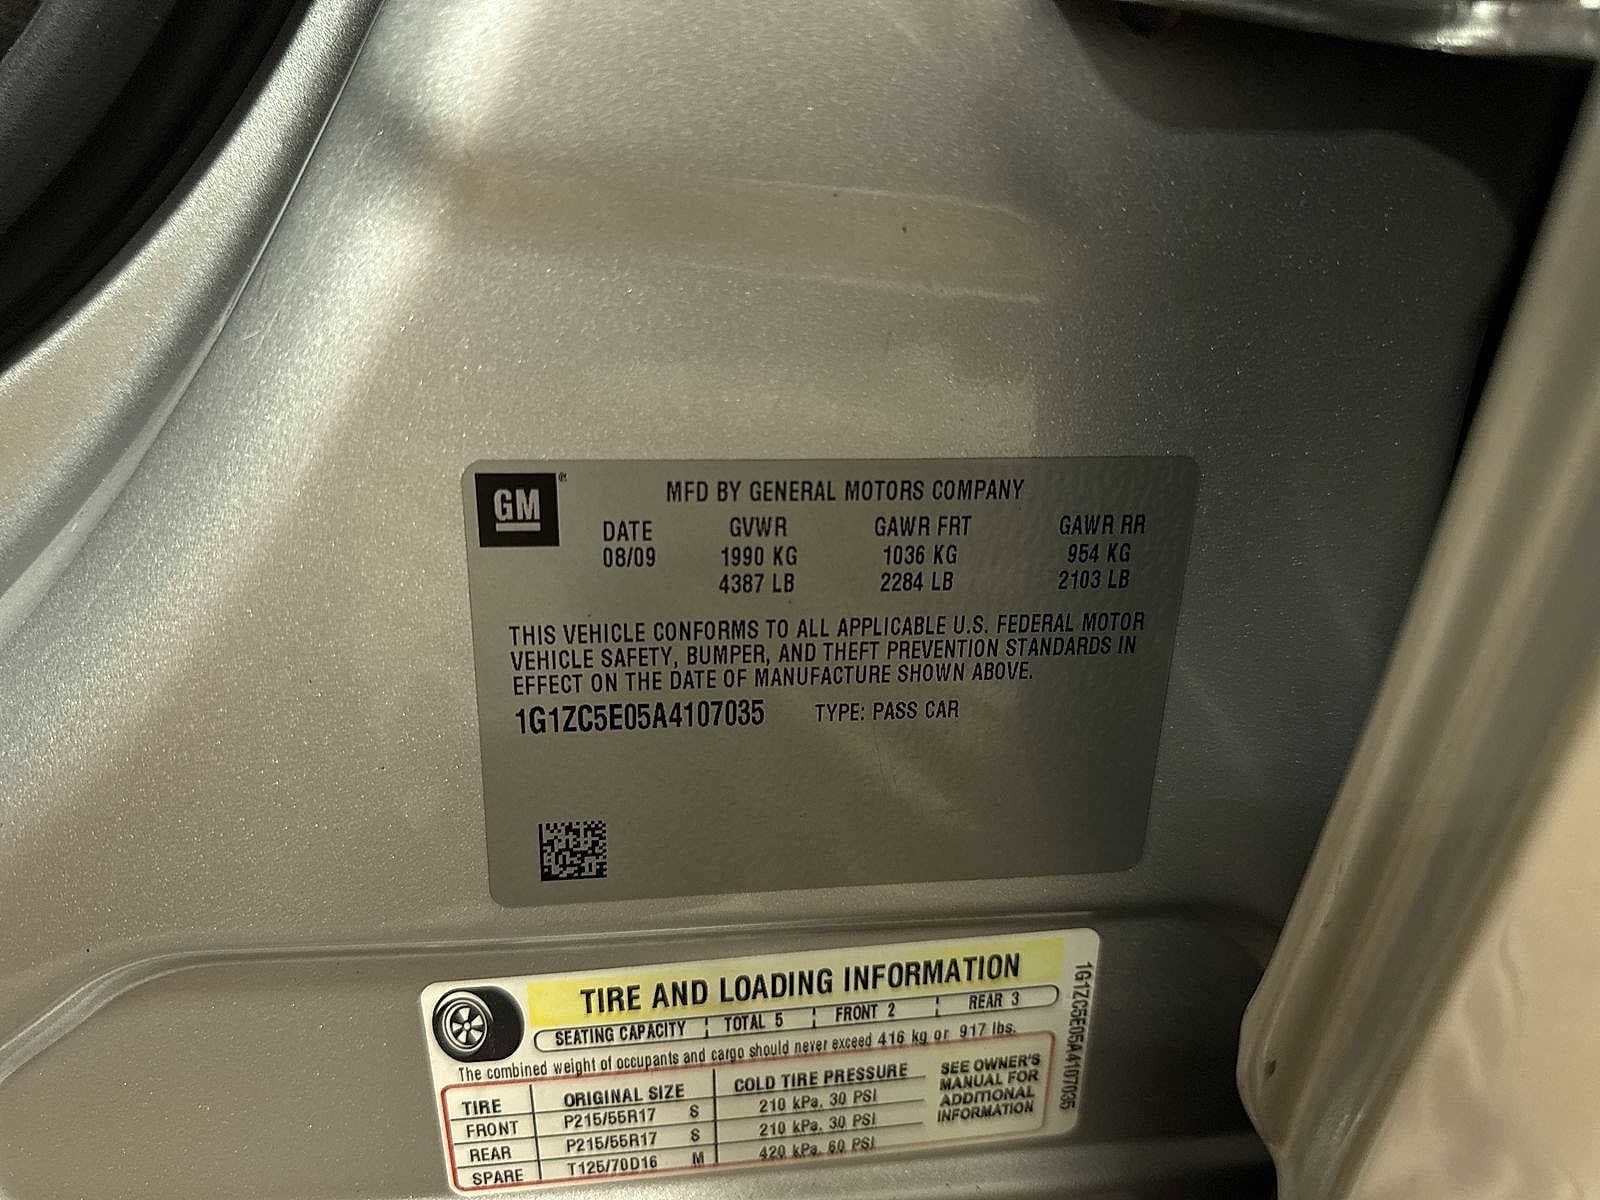 GM ®
MFD BY GENERAL MOTORS COMPANY
DATE GVWR GAWR FRT GAWR RR
08/09 1990 KG 1036 KG 954 KG
4387 LB 2284 LB 2103 LB
THIS VEHICLE CONFORMS TO ALL APPLICABLE U.S. FEDERAL MOTOR
VEHICLE SAFETY, BUMPER, AND THEFT PREVENTION STANDARDS IN
EFFECT ON THE DATE OF MANUFACTURE SHOWN ABOVE.
1G1ZC5E05A4107035 TYPE: PASS CAR
TIRE AND LOADING INFORMATION
SEATING CAPACITY TOTAL 5 FRONT 2 REAR 3
The combined weight of occupants and cargo should never exceed 416 kg or 917 lbs.
TIRE ORIGINAL SIZE COLD TIRE PRESSURE
FRONT P215/55R17 S 210 kPa, 30 PSI
REAR P215/55R17 S 210 kPa, 30 PSI
SPARE T125/70D16 M 420 kPa, 60 PSI
SEE OWNER'S
MANUAL FOR
ADDITIONAL
INFORMATION
1G1ZC5E05A4107035